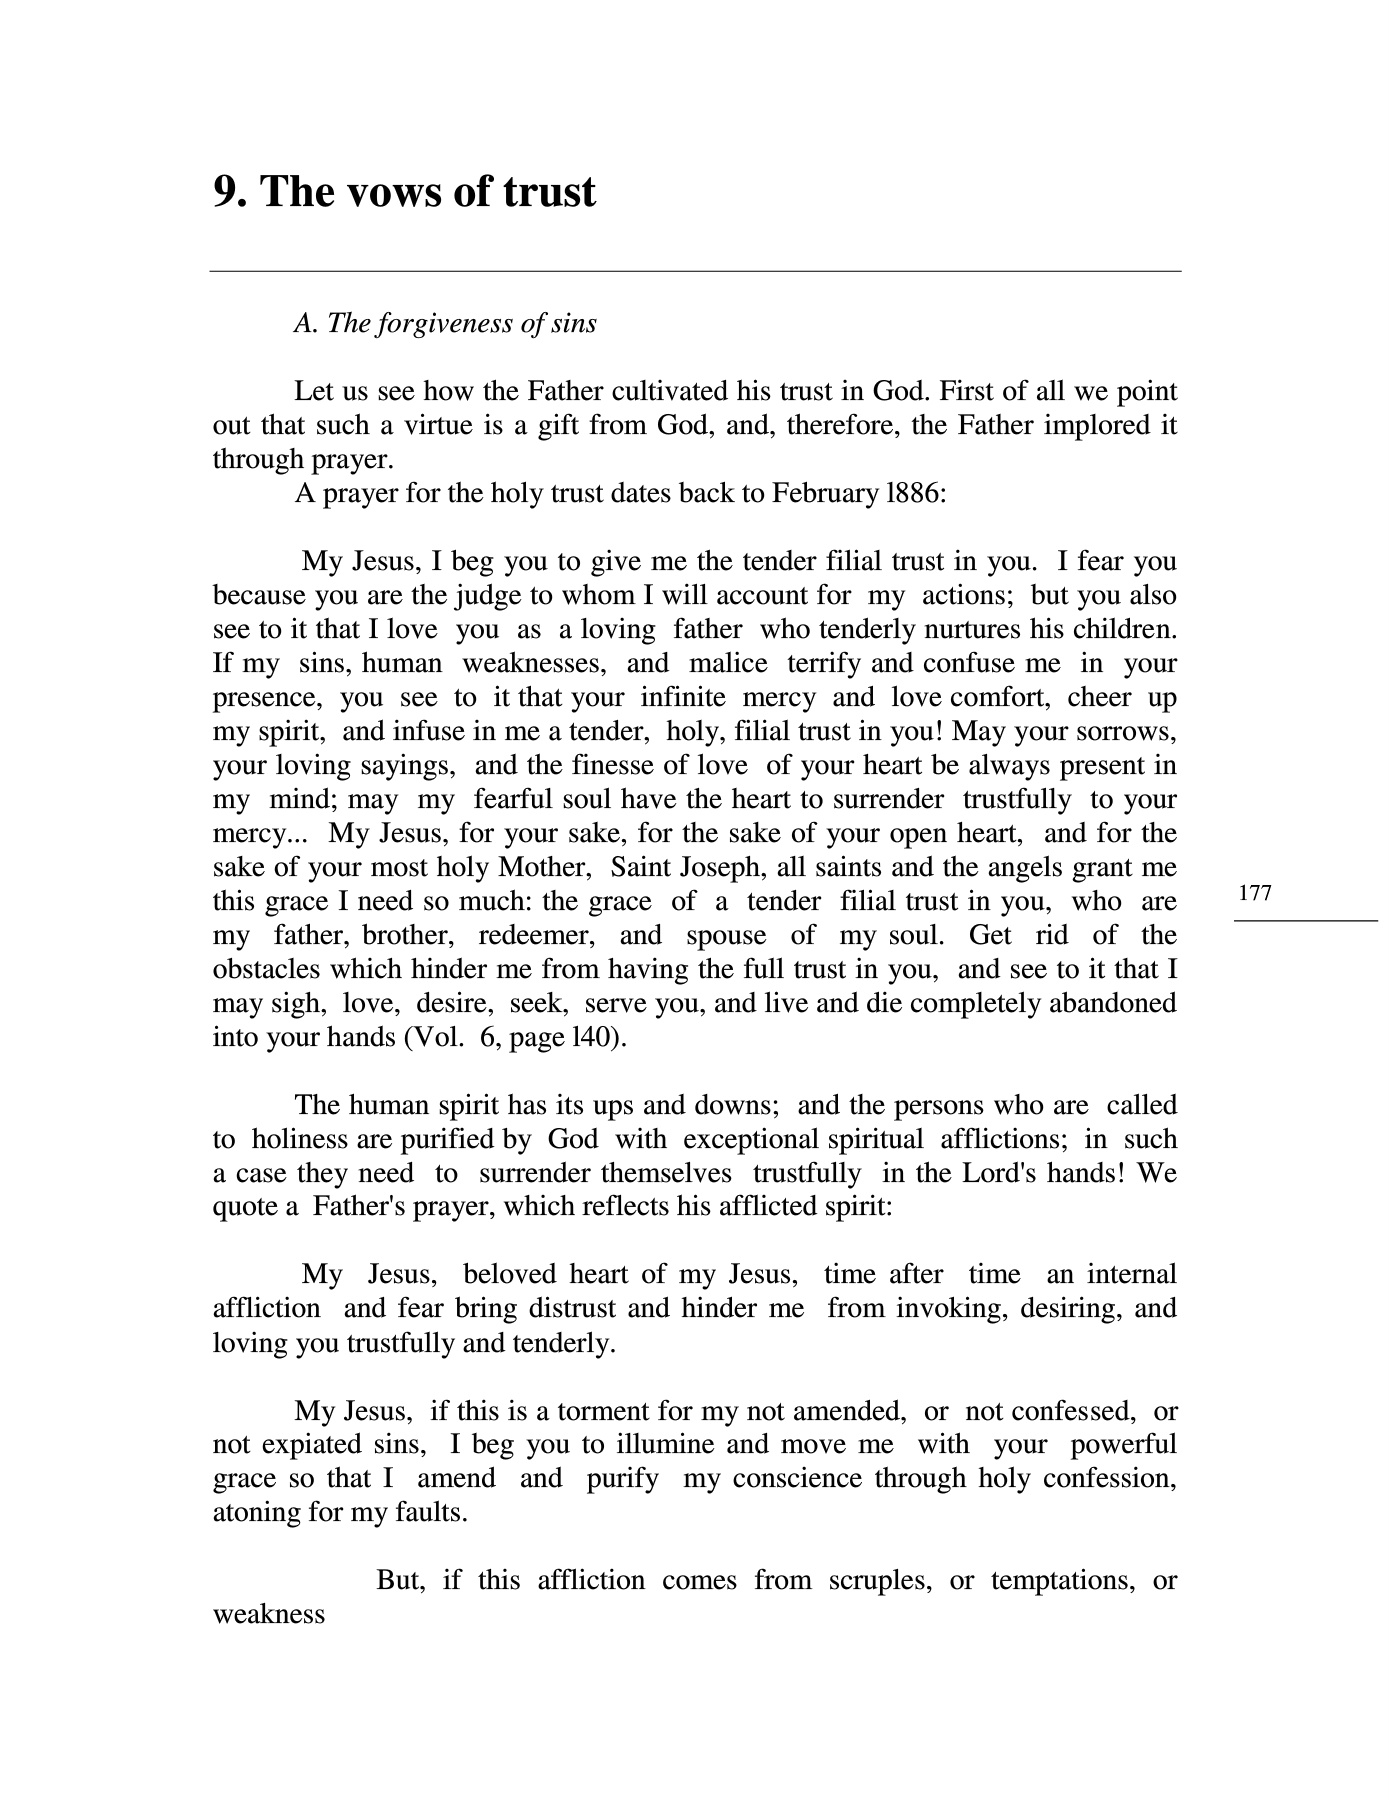 9. The vows of trust
A. The forgiveness of sins
Let us see how the Father cultivated his trust in God. First of all we point
out that such a virtue is a gift from God, and, therefore, the Father implored it
through prayer.
A prayer for the holy trust dates back to February l886:
My Jesus, I beg you to give me the tender filial trust in you. I fear you
because you are the judge to whom I will account for my actions; but you also
see to it that I love you as a loving father who tenderly nurtures his children.
If my sins, human weaknesses, and malice terrify and confuse me in your
presence, you see to it that your infinite mercy and love comfort, cheer up
my spirit, and infuse in me a tender, holy, filial trust in you! May your sorrows,
your loving sayings, and the finesse of love of your heart be always present in
my mind; may my fearful soul have the heart to surrender trustfully to your
mercy... My Jesus, for your sake, for the sake of your open heart, and for the
sake of your most holy Mother, Saint Joseph, all saints and the angels grant me
this grace I need so much: the grace of a tender filial trust in you, who are
my father, brother, redeemer, and spouse of my soul. Get rid of the
obstacles which hinder me from having the full trust in you, and see to it that I
may sigh, love, desire, seek, serve you, and live and die completely abandoned
into your hands (Vol. 6, page l40).
177
The human spirit has its ups and downs; and the persons who are called
to holiness are purified by God with exceptional spiritual afflictions; in such
a case they need to surrender themselves trustfully in the Lord's hands! We
quote a Father's prayer, which reflects his afflicted spirit:
My Jesus, beloved heart of my Jesus, time after time an internal
affliction and fear bring distrust and hinder me from invoking, desiring, and
loving you trustfully and tenderly.
My Jesus, if this is a torment for my not amended, or not confessed, or
not expiated sins, I beg you to illumine and move me with your powerful
grace so that I amend and purify my conscience through holy confession,
atoning for my faults.
But, if this affliction comes from scruples, or temptations, or
weakness